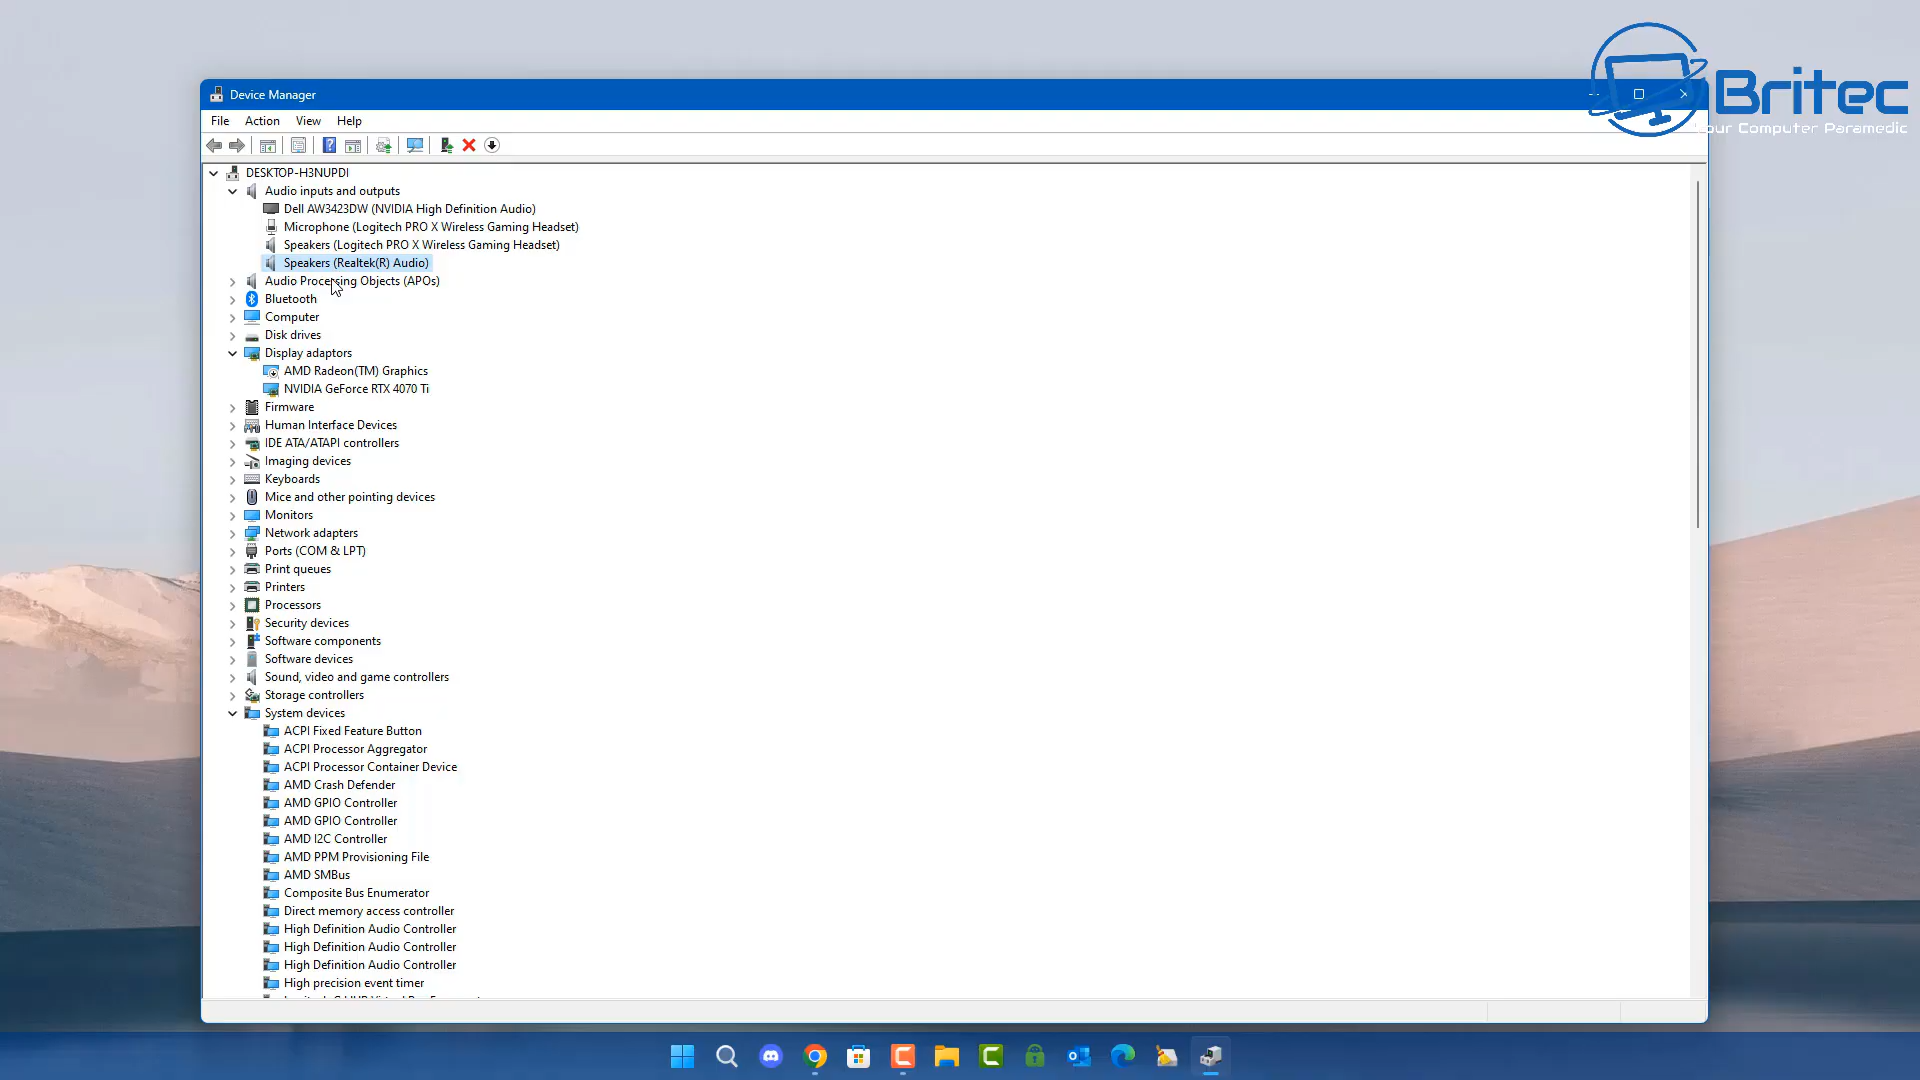 Britec
Your Computer Paramedic
Device Manager
File Action View Help
DESKTOP-H3NUPDI
Audio inputs and outputs
Dell AW3423DW (NVIDIA High Definition Audio)
Microphone (Logitech PRO X Wireless Gaming Headset)
Speakers (Logitech PRO X Wireless Gaming Headset)
Speakers (Realtek(R) Audio)
Audio Processing Objects (APOs)
Bluetooth
Computer
Disk drives
Display adaptors
AMD Radeon(TM) Graphics
NVIDIA GeForce RTX 4070 Ti
Firmware
Human Interface Devices
IDE ATA/ATAPI controllers
Imaging devices
Keyboards
Mice and other pointing devices
Monitors
Network adapters
Ports (COM & LPT)
Print queues
Printers
Processors
Security devices
Software components
Software devices
Sound, video and game controllers
Storage controllers
System devices
ACPI Fixed Feature Button
ACPI Processor Aggregator
ACPI Processor Container Device
AMD Crash Defender
AMD GPIO Controller
AMD GPIO Controller
AMD I2C Controller
AMD PPM Provisioning File
AMD SMBus
Composite Bus Enumerator
Direct memory access controller
High Definition Audio Controller
High Definition Audio Controller
High Definition Audio Controller
High precision event timer